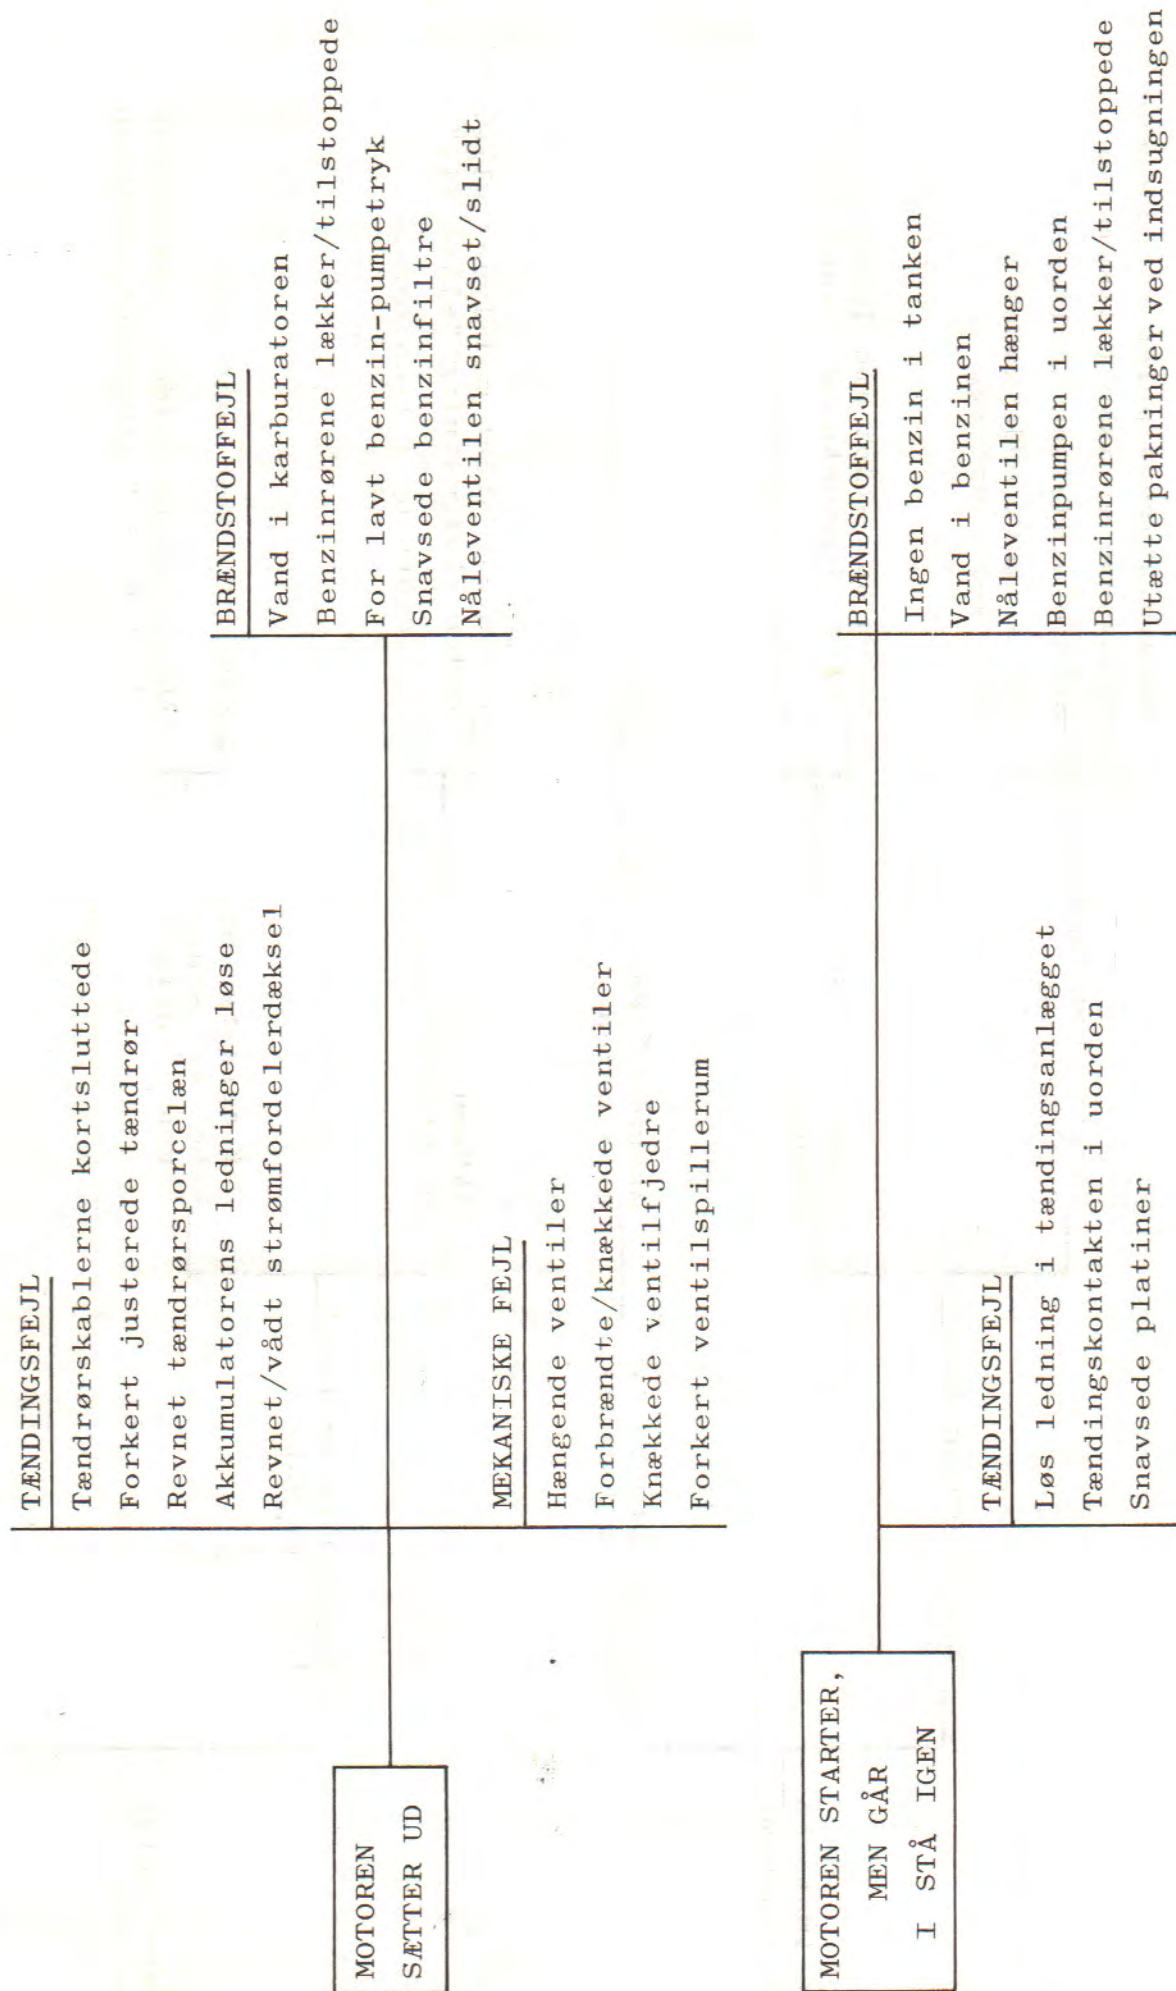 MOTOREN
SÆTTER UD
TÆNDINGSFEJL
Tændrørskablerne kortsluttede
Forkert justerede tændrør
Revnet tændrørsporcelæn
Akkumulatorens ledninger løse
Revnet/vådt strømfordelerdæksel
MEKANISKE FEJL
Hængende ventiler
Forbrændte/knækkede ventiler
Knækkede ventilfjedre
Forkert ventilspillerum
BRÆNDSTOFFEJL
Vand i karburatoren
Benzinrørene lækker/tilstoppede
For lavt benzin-pumpetryk
Snavsede benzinfiltre
Nåleventilen snavset/slidt
MOTOREN STARTER,
MEN GÅR
I STÅ IGEN
TÆNDINGSFEJL
Løs ledning i tændingsanlægget
Tændingskontakten i uorden
Snavsede platiner
BRÆNDSTOFFEJL
Ingen benzin i tanken
Vand i benzinen
Nåleventilen hænger
Benzinpumpen i uorden
Benzinrørene lækker/tilstoppede
Utætte pakninger ved indsugningen